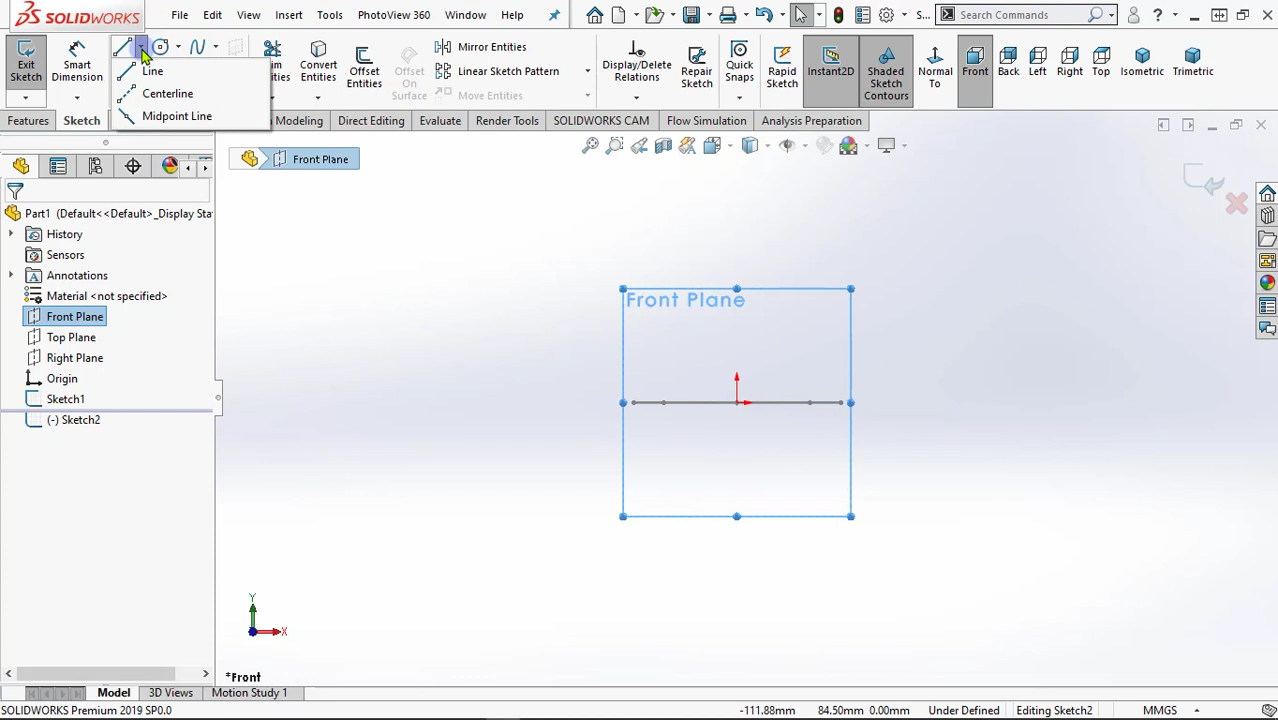 SOLIDWORKS File Edit View Insert Tools PhotoView 360 Window Help S... Search Commands
Exit Sketch
Smart Dimension
Convert Entities
Offset Entities
Offset On Surface
Mirror Entities
Linear Sketch Pattern
Move Entities
Display/Delete Relations
Repair Sketch
Quick Snaps
Rapid Sketch
Instant2D
Shaded Sketch Contours
Normal To
Front
Back
Left
Right
Top
Isometric
Trimetric
Line
Centerline
Midpoint Line
Features Sketch Modeling Direct Editing Evaluate Render Tools SOLIDWORKS CAM Flow Simulation Analysis Preparation
Front Plane
Part1 (Default<<Default>_Display Sta
History
Sensors
Annotations
Material <not specified>
Front Plane
Top Plane
Right Plane
Origin
Sketch1
(-) Sketch2
Front Plane
Y
X
*Front
Model 3D Views Motion Study 1
SOLIDWORKS Premium 2019 SP0.0 -111.88mm 84.50mm 0.00mm Under Defined Editing Sketch2 MMGS